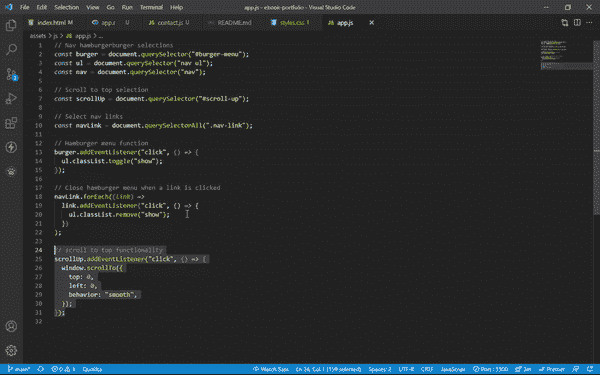 File Edit Selection View Go Run Terminal Help
app.js - ebook-portfolio - Visual Studio Code
index.html contact.js README.md styles.css app.js
assets > js > app.js > ...
1 // Nav hamburgerburger selections
2 const burger = document.querySelector("#burger-menu");
3 const ul = document.querySelector("nav ul");
4 const nav = document.querySelector("nav");
5
6 // Scroll to top selection
7 const scrollUp = document.querySelector("#scroll-up");
8
9 // Select nav links
10 const navLink = document.querySelectorAll(".nav-link");
11
12 // Hamburger menu function
13 burger.addEventListener("click", () => {
14 ul.classList.toggle("show");
15 });
16
17 // Close hamburger menu when a link is clicked
18 navLink.forEach((link) =>
19 link.addEventListener("click", () => {
20 ul.classList.remove("show");
21 })
22 );
23
24 // scroll to top functionality
25 scrollUp.addEventListener("click", () => {
26 window.scrollTo({
27 top: 0,
28 left: 0,
29 behavior: "smooth",
30 });
31 });
32
main* 0 0 Quokka Watch Sass Spaces: 2 UTF-8 CRLF JavaScript Port : 5500 Prettier